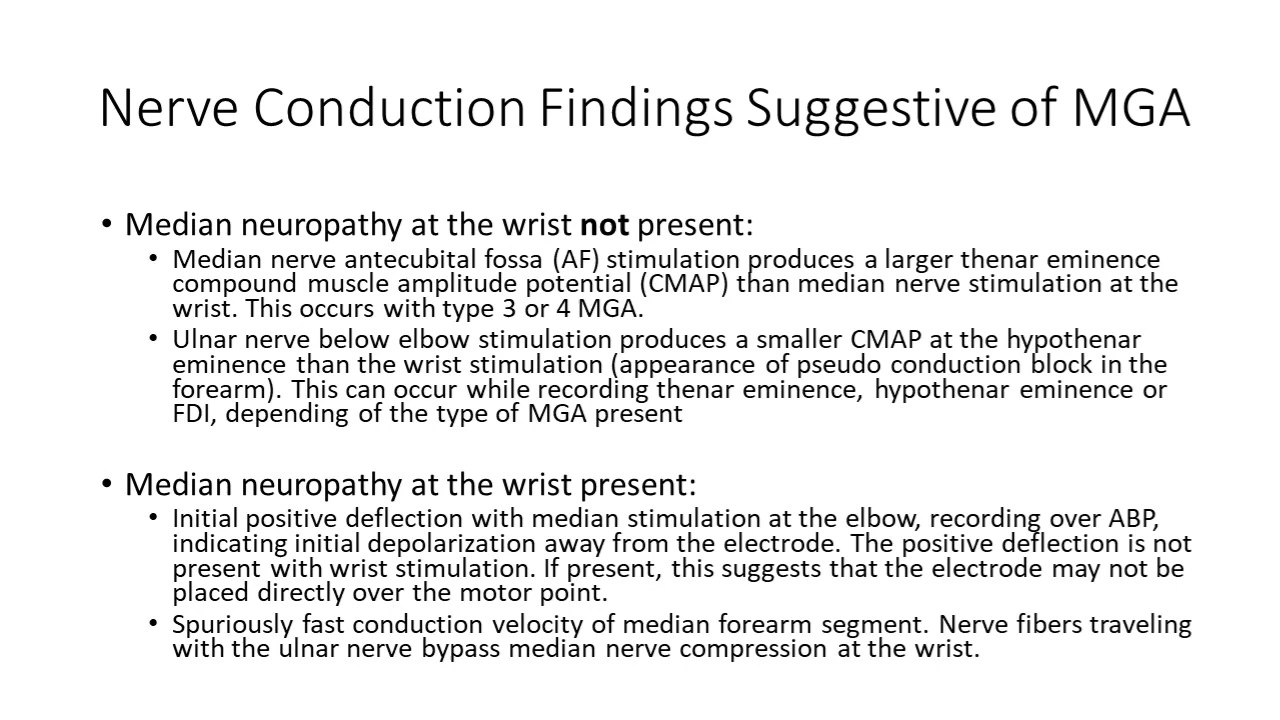 Nerve Conduction Findings Suggestive of MGA
• Median neuropathy at the wrist not present:
• Median nerve antecubital fossa (AF) stimulation produces a larger thenar eminence
compound muscle amplitude potential (CMAP) than median nerve stimulation at the
wrist. This occurs with type 3 or 4 MGA.
• Ulnar nerve below elbow stimulation produces a smaller CMAP at the hypothenar
eminence than the wrist stimulation (appearance of pseudo conduction block in the
forearm). This can occur while recording thenar eminence, hypothenar eminence or
FDI, depending of the type of MGA present
• Median neuropathy at the wrist present:
• Initial positive deflection with median stimulation at the elbow, recording over ABP,
indicating initial depolarization away from the electrode. The positive deflection is not
present with wrist stimulation. If present, this suggests that the electrode may not be
placed directly over the motor point.
• Spuriously fast conduction velocity of median forearm segment. Nerve fibers traveling
with the ulnar nerve bypass median nerve compression at the wrist.